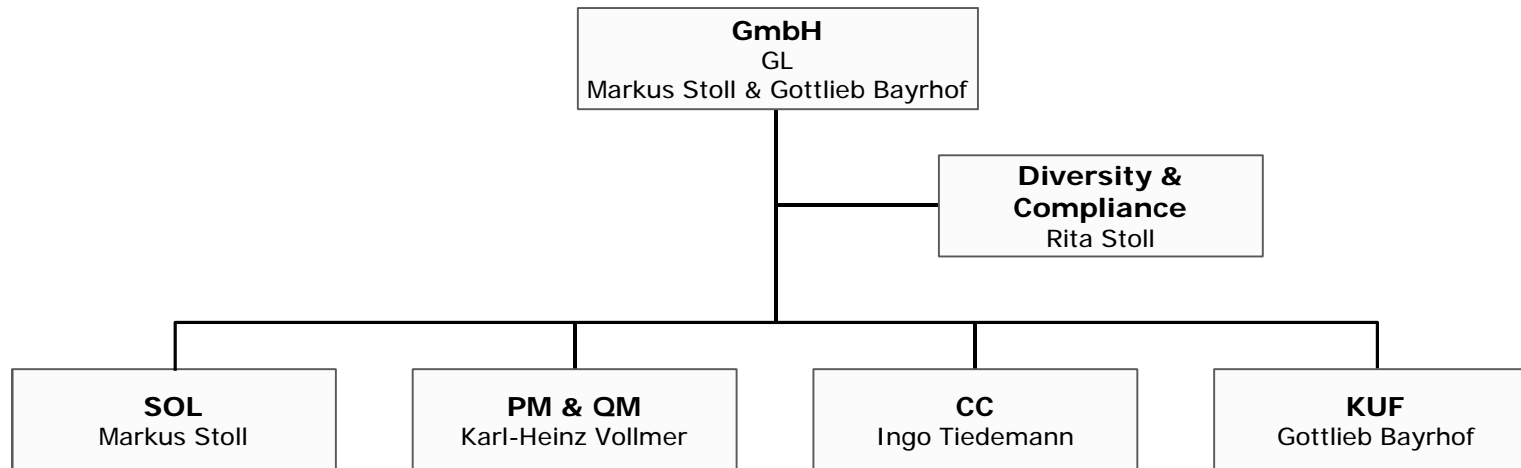 GmbH
GL
Markus Stoll & Gottlieb Bayrhof
Diversity &
Compliance
Rita Stoll
SOL
Markus Stoll
PM & QM
Karl-Heinz Vollmer
CC
Ingo Tiedemann
KUF
Gottlieb Bayrhof